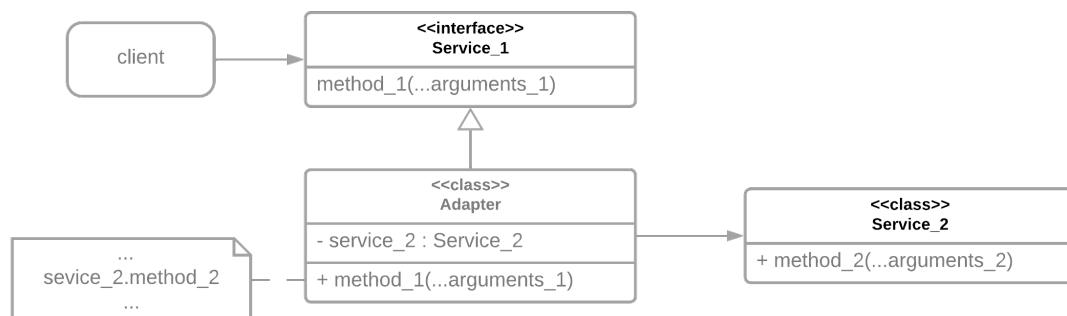 client
<<interface>>
Service_1
method_1(...arguments_1)
<<class>>
Adapter
- service_2 : Service_2
+ method_1(...arguments_1)
<<class>>
Service_2
+ method_2(...arguments_2)
...
sevice_2.method_2
...